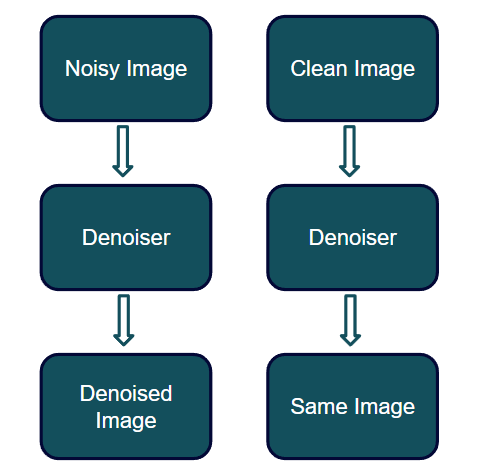 Noisy Image
Clean Image
Denoiser
Denoiser
Denoised
Image
Same Image